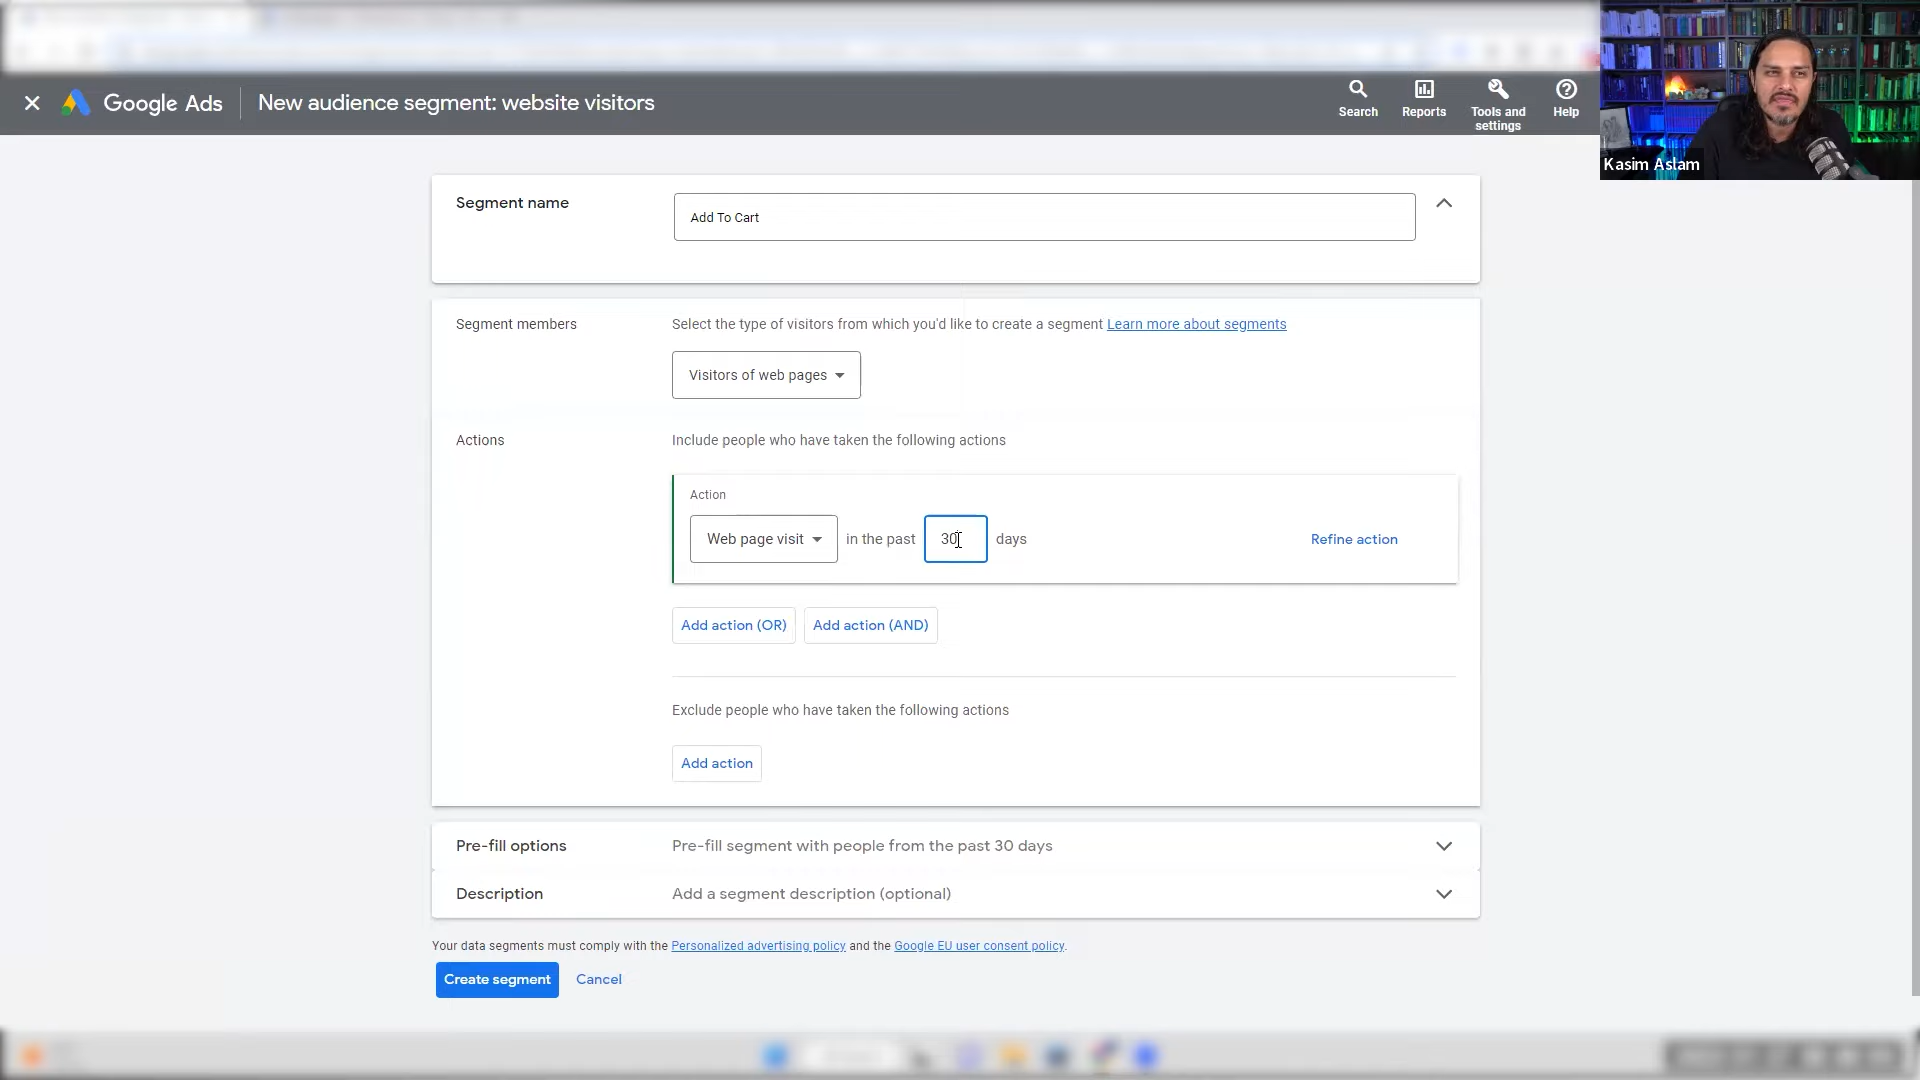 Google Ads
New audience segment: website visitors
Search
Reports
Tools and
settings
Help
Kasim Aslam
Segment name
Add To Cart
Segment members
Select the type of visitors from which you'd like to create a segment Learn more about segments
Visitors of web pages
Actions
Include people who have taken the following actions
Action
Web page visit
in the past
30
days
Refine action
Add action (OR)
Add action (AND)
Exclude people who have taken the following actions
Add action
Pre-fill options
Pre-fill segment with people from the past 30 days
Description
Add a segment description (optional)
Your data segments must comply with the Personalized advertising policy and the Google EU user consent policy.
Create segment
Cancel